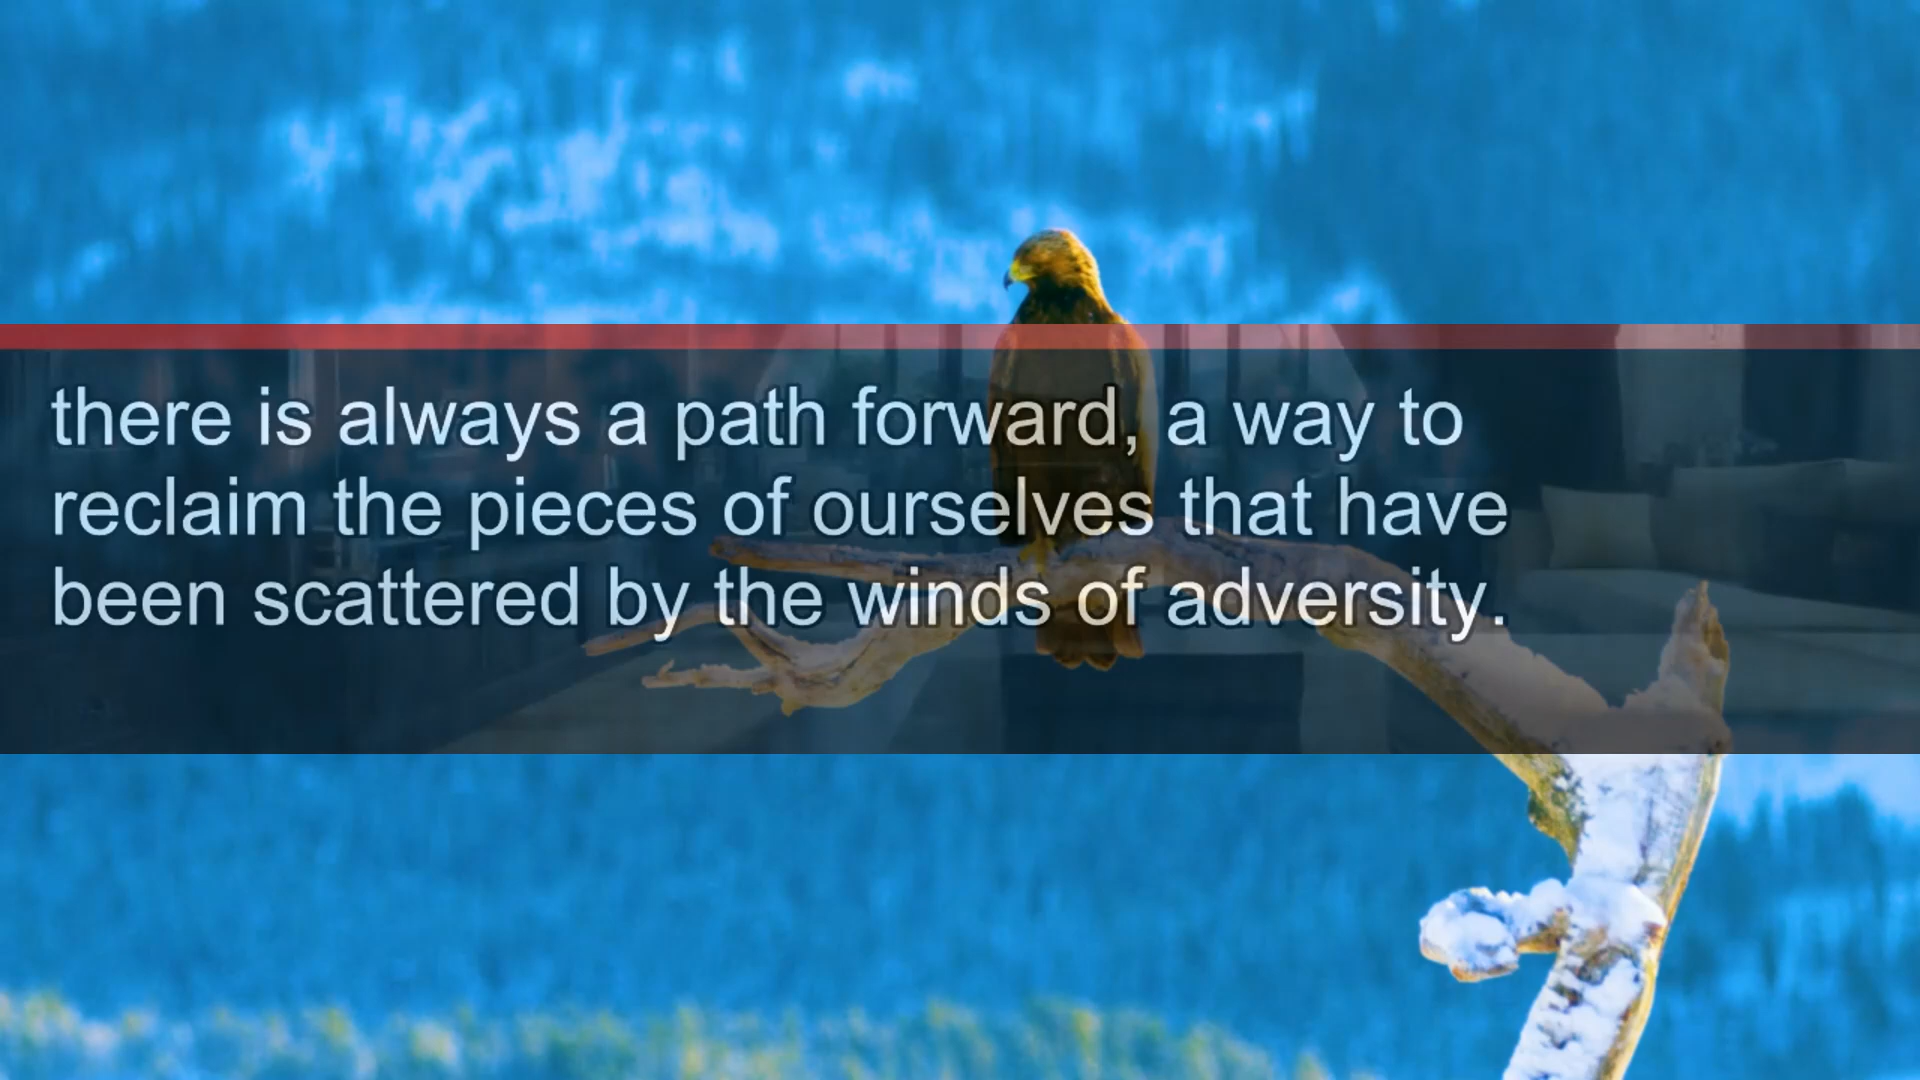 there is always a path forward, a way to
reclaim the pieces of ourselves that have
been scattered by the winds of adversity.